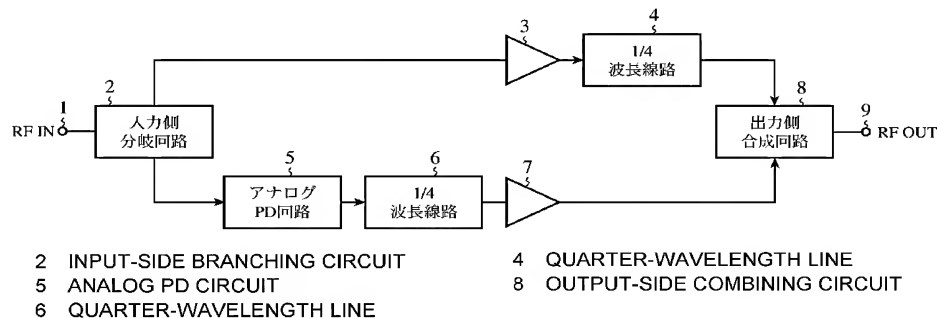 3
4
1/4
波長線路
2
1
RF IN
入力側
分岐回路
8
9
出力側
合成回路
RF OUT
5
6
7
アナログ
PD回路
1/4
波長線路
2 INPUT-SIDE BRANCHING CIRCUIT
5 ANALOG PD CIRCUIT
6 QUARTER-WAVELENGTH LINE
4 QUARTER-WAVELENGTH LINE
8 OUTPUT-SIDE COMBINING CIRCUIT